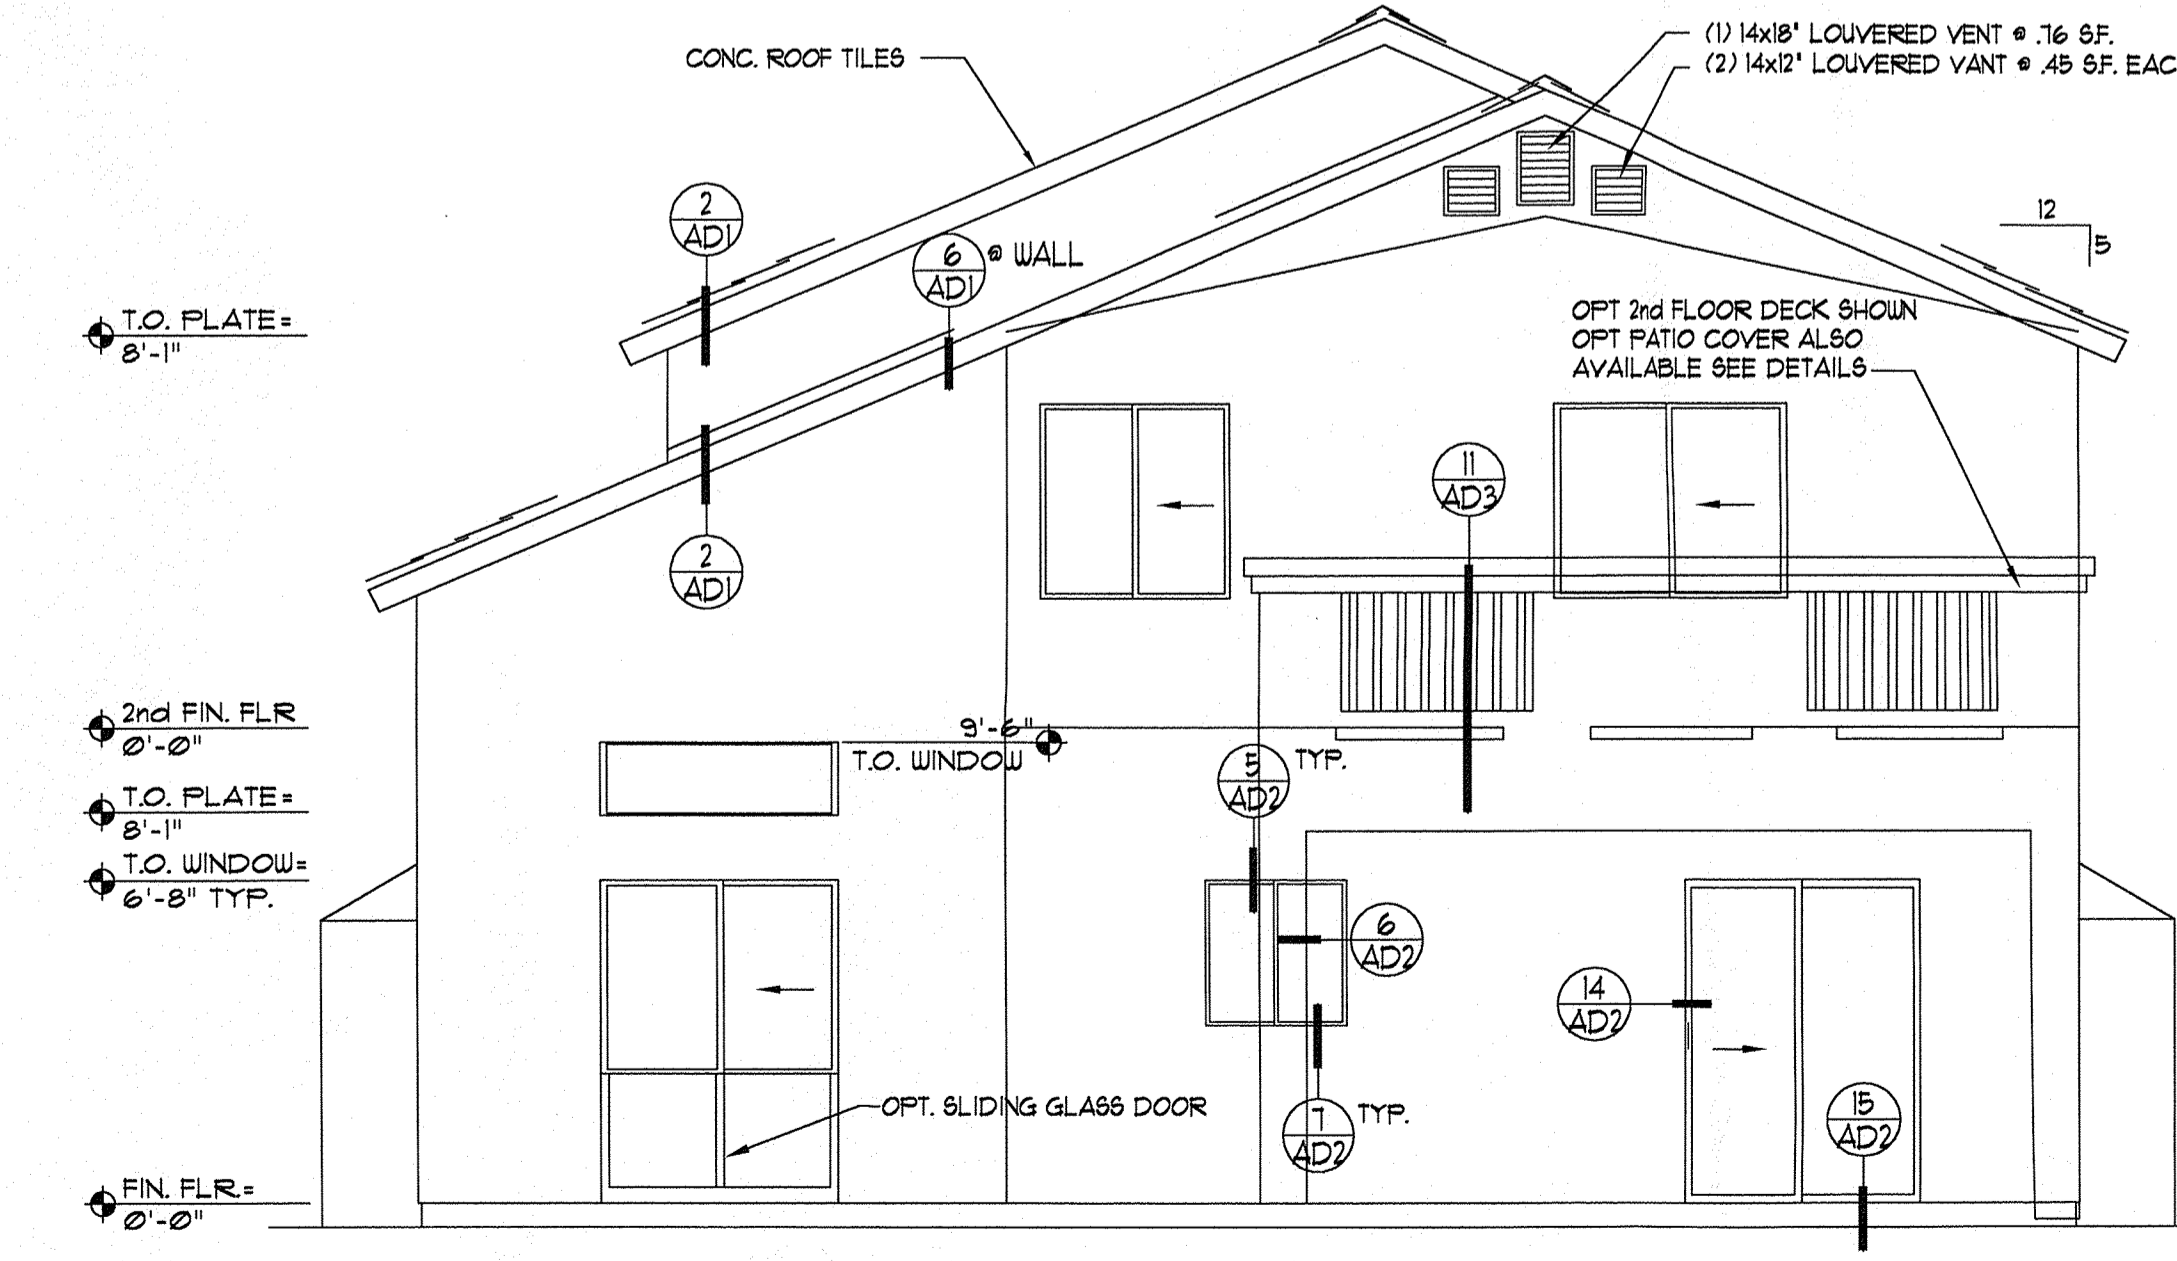 CONC. ROOF TILES
(1) 14x18" LOUVERED VENT @ .76 S.F.
(2) 14x12" LOUVERED VANT @ .45 S.F. EAC
2
AD1
6
AD1
@ WALL
12
5
T.O. PLATE=
8'-1"
OPT 2nd FLOOR DECK SHOWN
OPT PATIO COVER ALSO
AVAILABLE SEE DETAILS
11
AD3
2
AD1
2nd FIN. FLR
0'-0"
9'-6"
T.O. WINDOW
5
AD2
TYP.
T.O. PLATE=
8'-1"
T.O. WINDOW=
6'-8" TYP.
6
AD2
14
AD2
OPT. SLIDING GLASS DOOR
7
AD2
TYP.
15
AD2
FIN. FLR.=
0'-0"